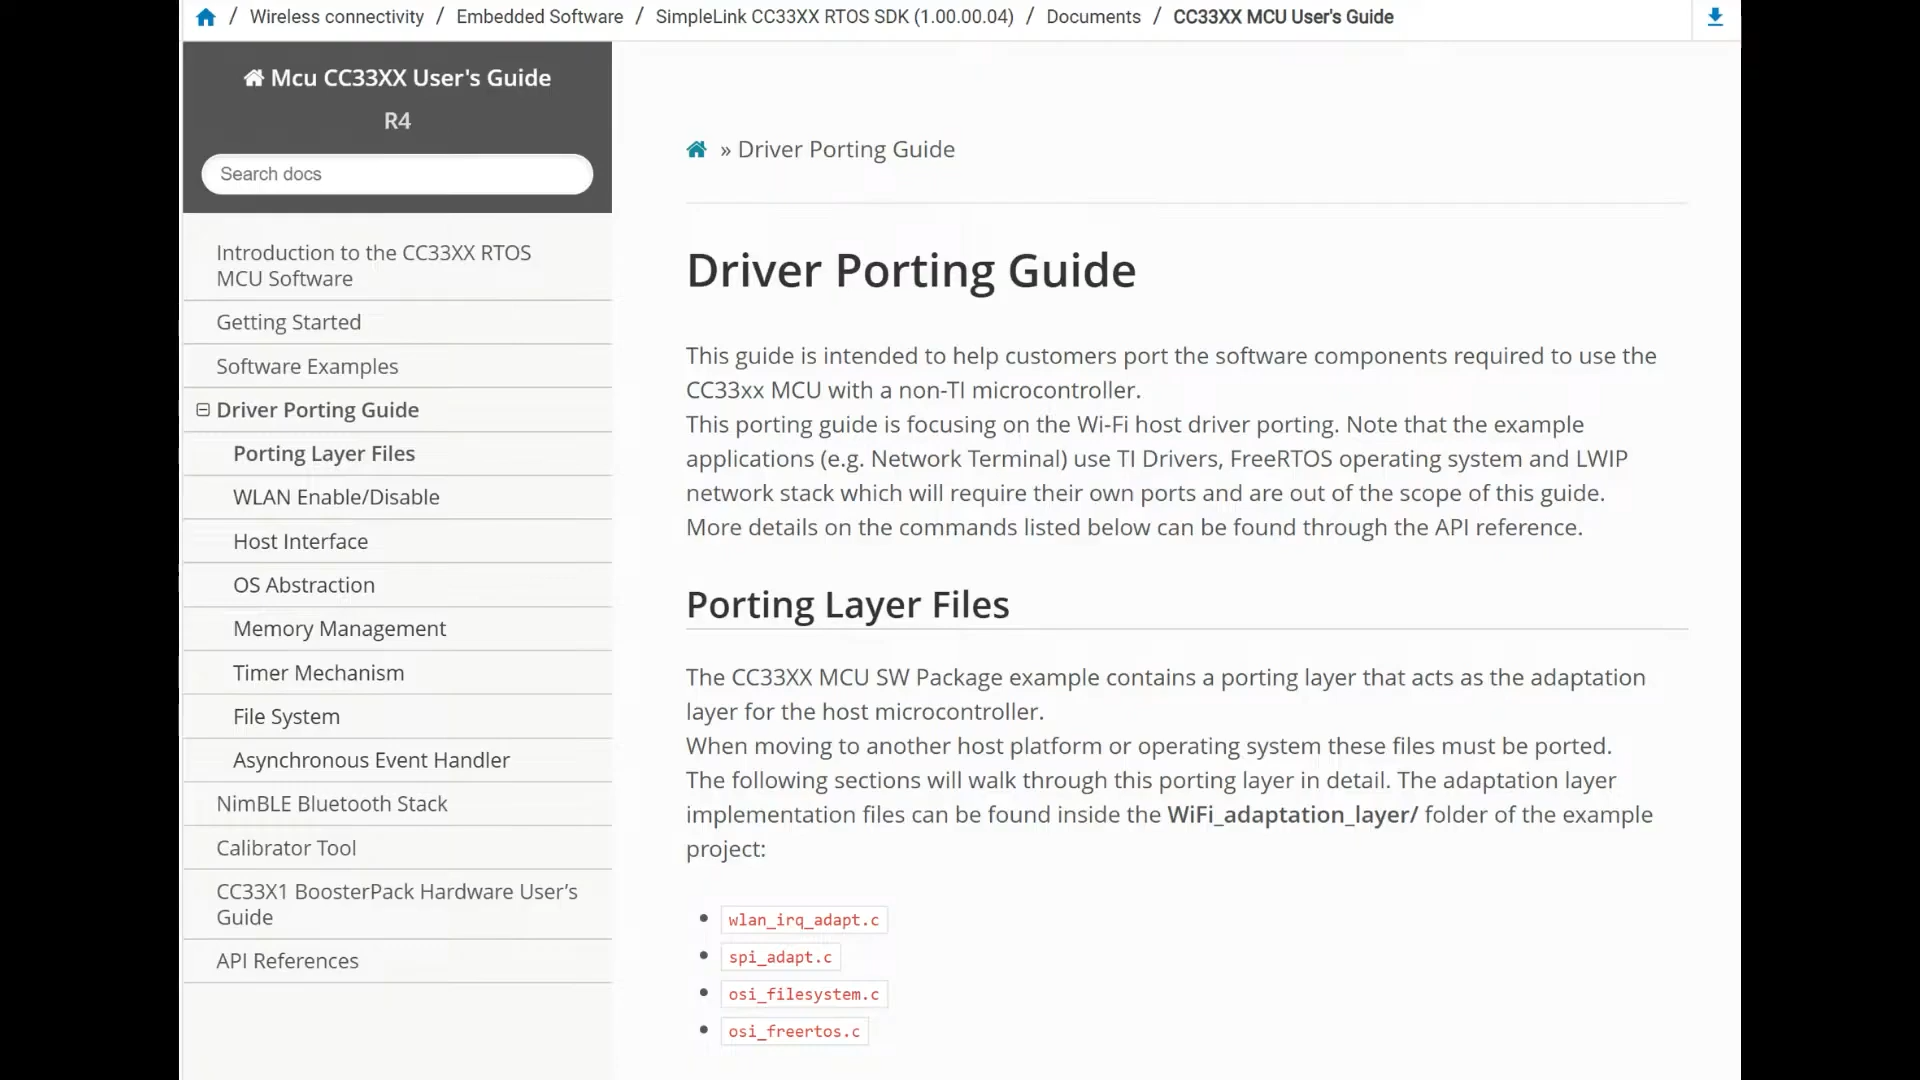 / Wireless connectivity / Embedded Software / SimpleLink CC33XX RTOS SDK (1.00.00.04) / Documents / CC33XX MCU User's Guide
Mcu CC33XX User's Guide
R4
Search docs
Introduction to the CC33XX RTOS
MCU Software
Getting Started
Software Examples
Driver Porting Guide
Porting Layer Files
WLAN Enable/Disable
Host Interface
OS Abstraction
Memory Management
Timer Mechanism
File System
Asynchronous Event Handler
NimBLE Bluetooth Stack
Calibrator Tool
CC33X1 BoosterPack Hardware User’s
Guide
API References
» Driver Porting Guide
Driver Porting Guide
This guide is intended to help customers port the software components required to use the
CC33xx MCU with a non-TI microcontroller.
This porting guide is focusing on the Wi-Fi host driver porting. Note that the example
applications (e.g. Network Terminal) use TI Drivers, FreeRTOS operating system and LWIP
network stack which will require their own ports and are out of the scope of this guide.
More details on the commands listed below can be found through the API reference.
Porting Layer Files
The CC33XX MCU SW Package example contains a porting layer that acts as the adaptation
layer for the host microcontroller.
When moving to another host platform or operating system these files must be ported.
The following sections will walk through this porting layer in detail. The adaptation layer
implementation files can be found inside the WiFi_adaptation_layer/ folder of the example
project:
• wlan_irq_adapt.c
• spi_adapt.c
• osi_filesystem.c
• osi_freertos.c